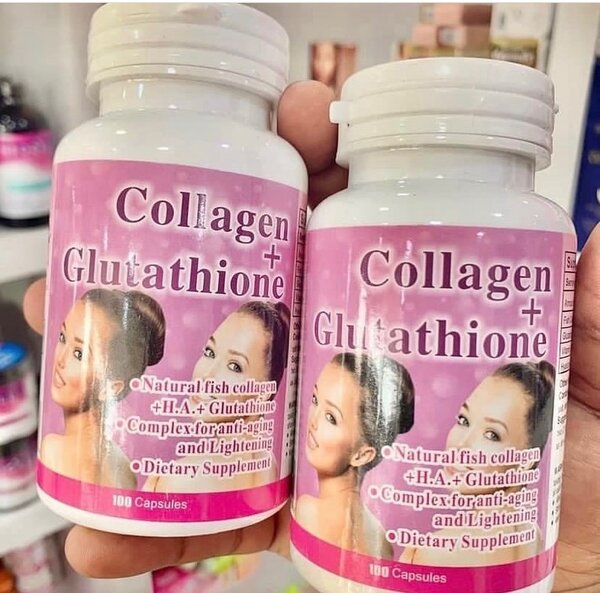 Collagen
+
Glutathione
Natural fish collagen
+H.A.+ Glutathione
Complex for anti-aging
and Lightening
Dietary Supplement
100 Capsules
Collagen
+
Glutathione
Natural fish collagen
+H.A.+ Glutathione
Complex for anti-aging
and Lightening
Dietary Supplement
100 Capsules